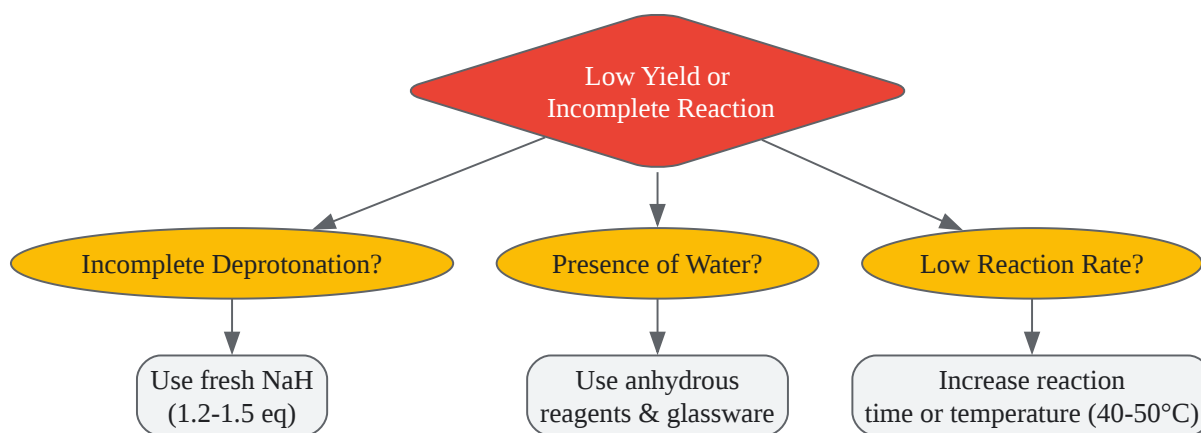 Low Yield or
Incomplete Reaction
Incomplete Deprotonation?
Presence of Water?
Low Reaction Rate?
Use fresh NaH
(1.2-1.5 eq)
Use anhydrous
reagents & glassware
Increase reaction
time or temperature (40-50°C)